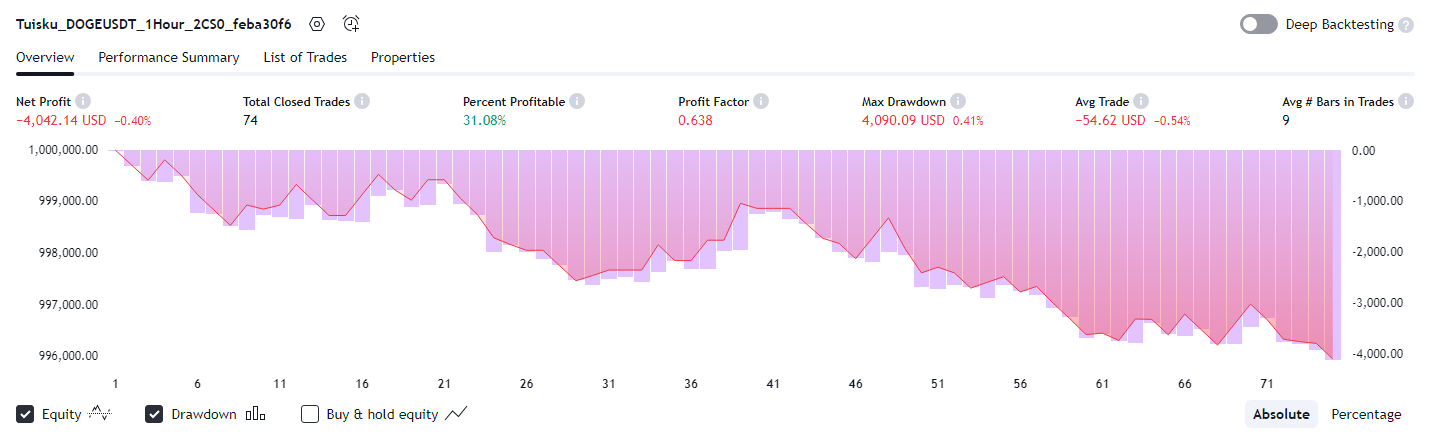 Tuisku_DOGEUSDT_1Hour_2CS0_feba30f6 Deep Backtesting ?
Overview Performance Summary List of Trades Properties
Net Profit i Total Closed Trades i Percent Profitable i Profit Factor i Max Drawdown i Avg Trade i Avg # Bars in Trades i
−4,042.14 USD −0.40% 74 31.08% 0.638 4,090.09 USD 0.41% −54.62 USD −0.54% 9
1,000,000.00 0.00
999,000.00 -1,000.00
998,000.00 -2,000.00
997,000.00 -3,000.00
996,000.00 -4,000.00
1 6 11 16 21 26 31 36 41 46 51 56 61 66 71
Equity Drawdown Buy & hold equity Absolute Percentage